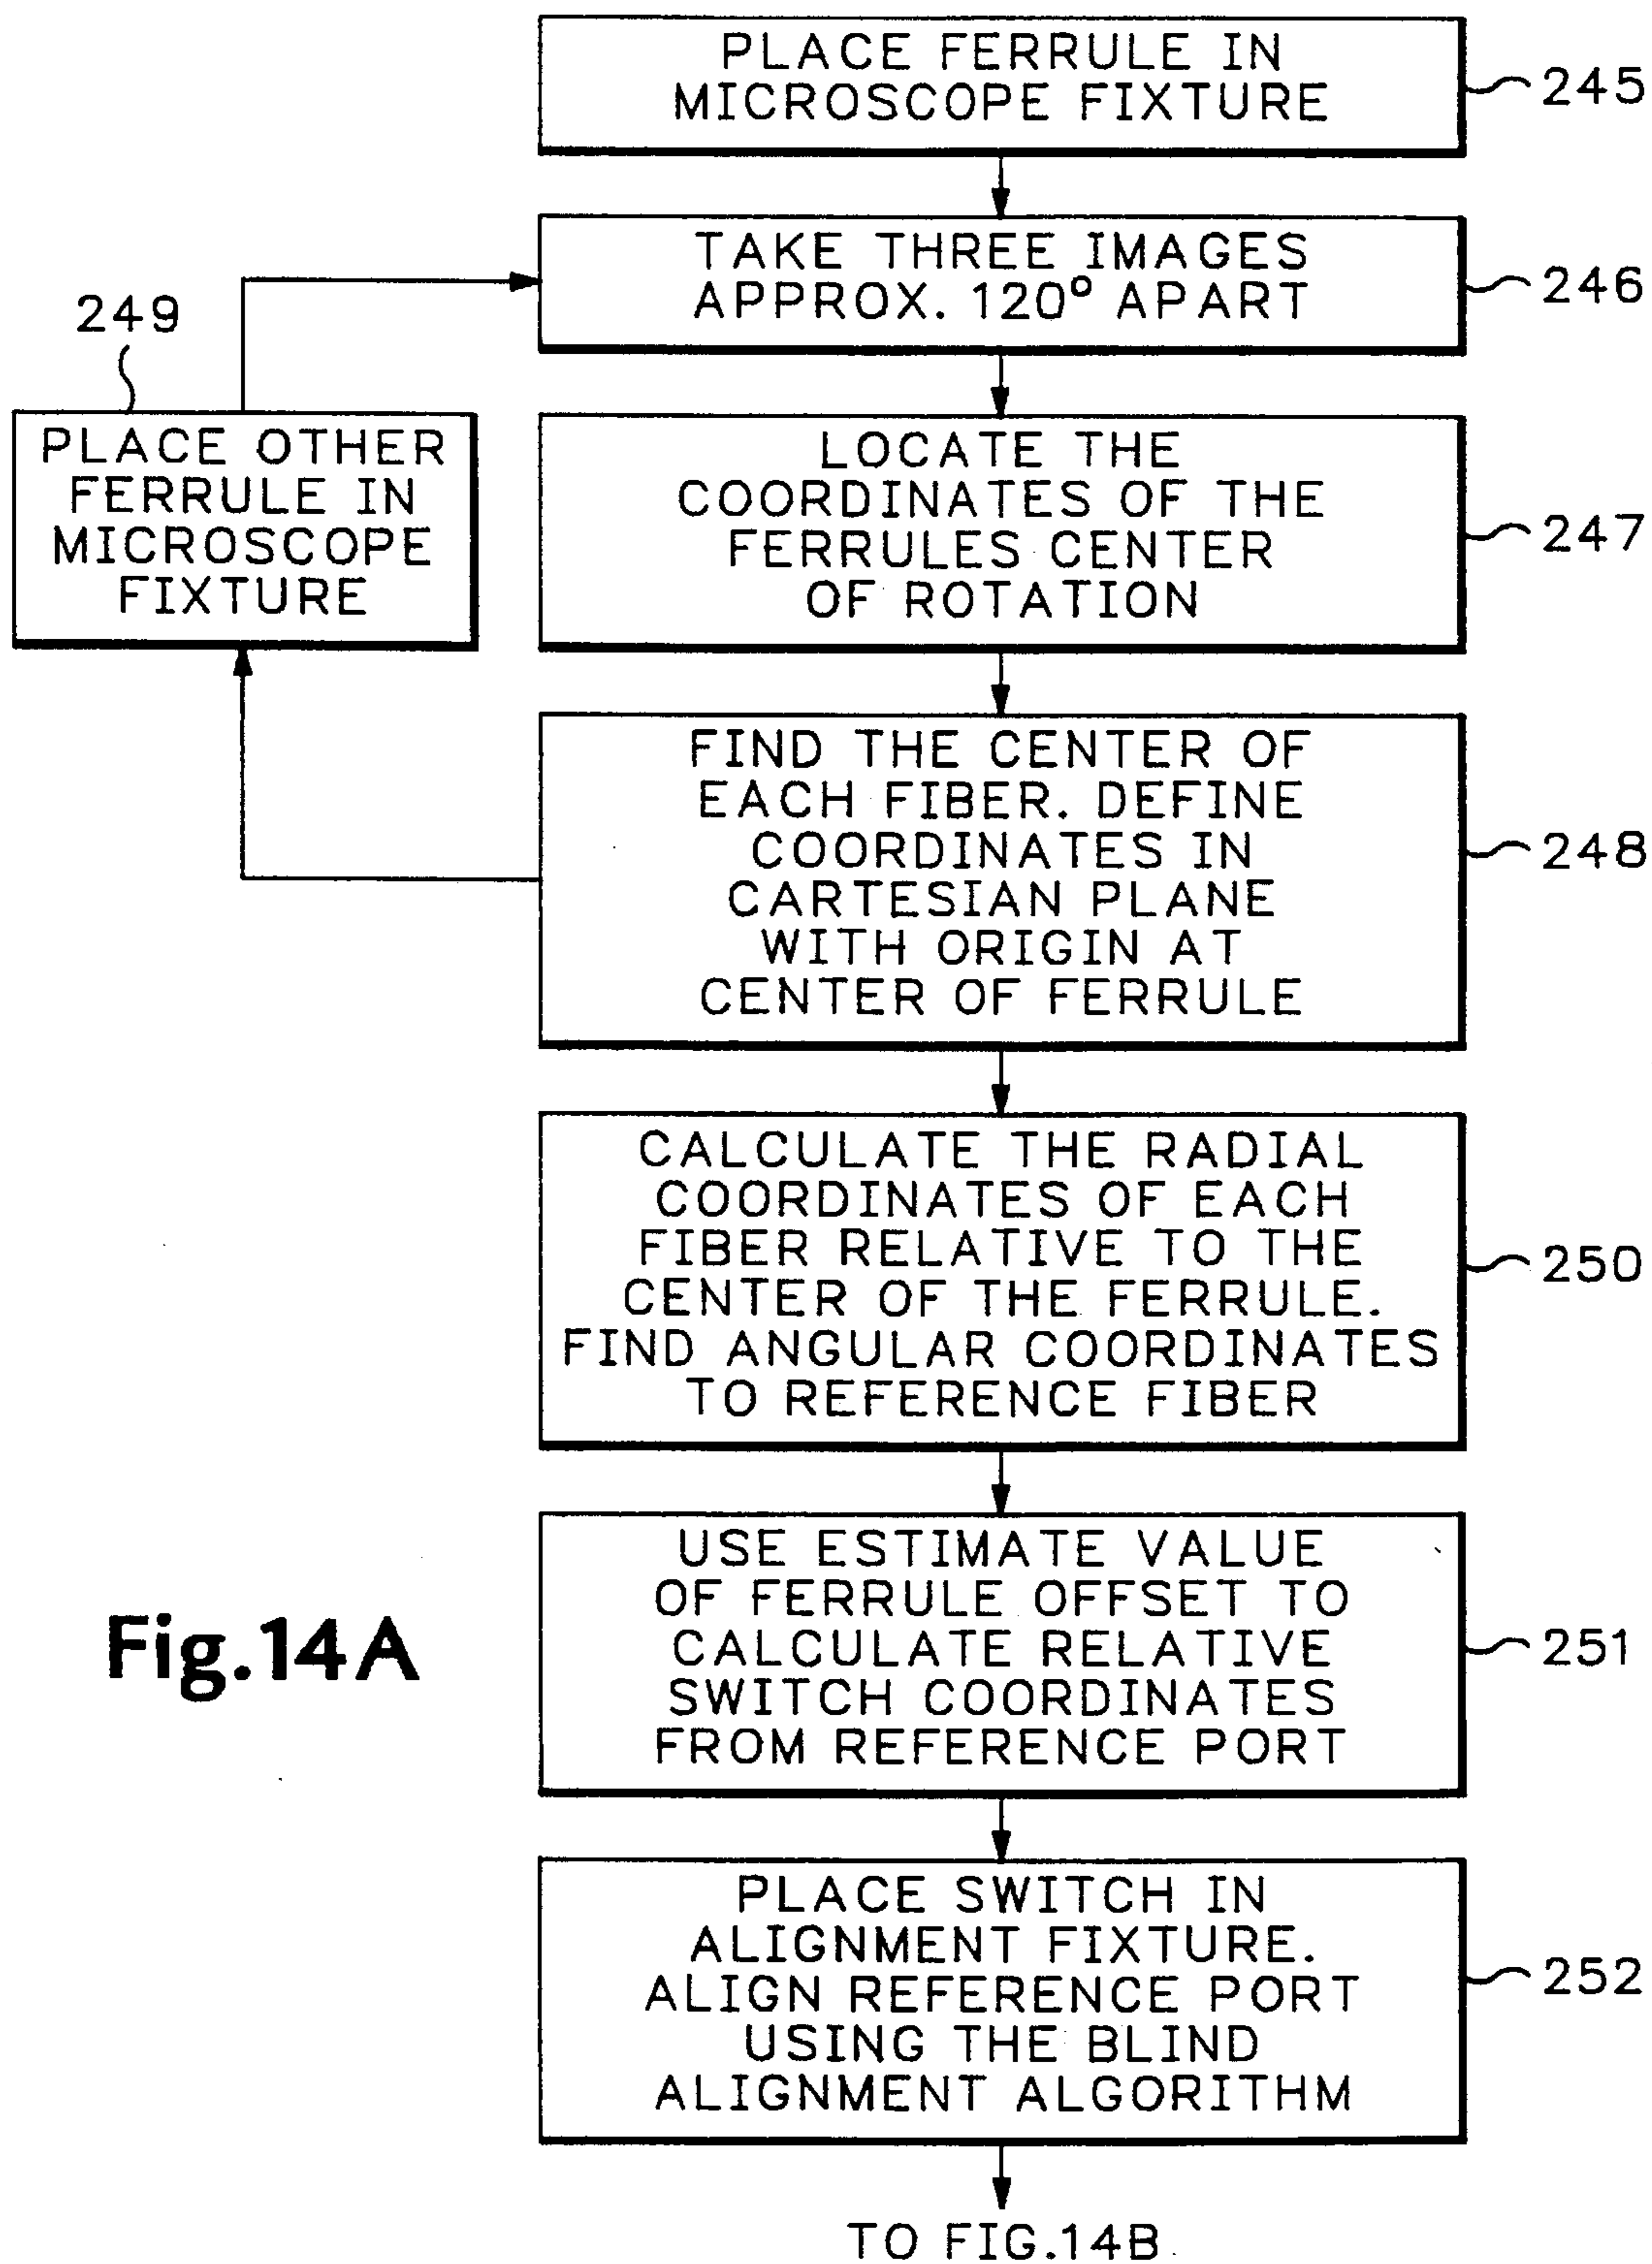 PLACE FERRULE IN
MICROSCOPE FIXTURE
245
TAKE THREE IMAGES
APPROX. 120° APART
246
249
PLACE OTHER
FERRULE IN
MICROSCOPE
FIXTURE
LOCATE THE
COORDINATES OF THE
FERRULES CENTER
OF ROTATION
247
FIND THE CENTER OF
EACH FIBER. DEFINE
COORDINATES IN
CARTESIAN PLANE
WITH ORIGIN AT
CENTER OF FERRULE
248
CALCULATE THE RADIAL
COORDINATES OF EACH
FIBER RELATIVE TO THE
CENTER OF THE FERRULE.
FIND ANGULAR COORDINATES
TO REFERENCE FIBER
250
USE ESTIMATE VALUE
OF FERRULE OFFSET TO
CALCULATE RELATIVE
SWITCH COORDINATES
FROM REFERENCE PORT
251
Fig.14A
PLACE SWITCH IN
ALIGNMENT FIXTURE.
ALIGN REFERENCE PORT
USING THE BLIND
ALIGNMENT ALGORITHM
252
TO FIG.14B